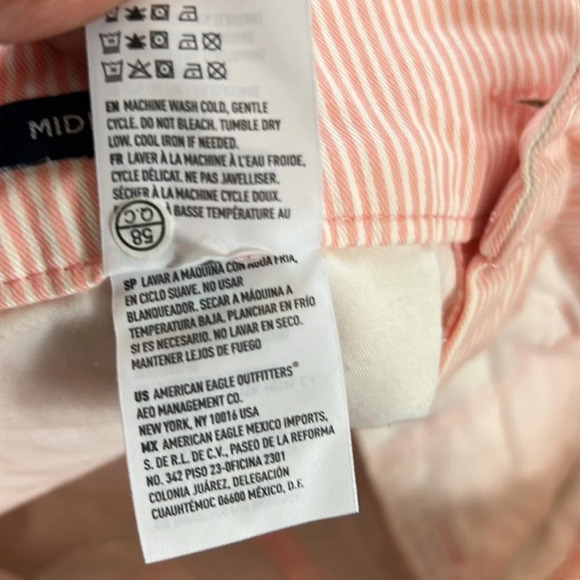 MID
EN MACHINE WASH COLD, GENTLE
CYCLE. DO NOT BLEACH. TUMBLE DRY
LOW. COOL IRON IF NEEDED.
FR LAVER À LA MACHINE À L'EAU FROIDE,
CYCLE DÉLICAT. NE PAS JAVELLISER.
SÉCHER À LA MACHINE CYCLE DOUX.
À BASSE TEMPÉRATURE AU
58
Q.C
SP LAVAR A MAQUINA CON AGUA FRIA,
EN CICLO SUAVE. NO USAR
BLANQUEADOR. SECAR A MÁQUINA A
TEMPERATURA BAJA. PLANCHAR EN FRÍO
SI ES NECESARIO. NO LAVAR EN SECO.
MANTENER LEJOS DE FUEGO
US AMERICAN EAGLE OUTFITTERS®
AEO MANAGEMENT CO.
NEW YORK, NY 10016 USA
MX AMERICAN EAGLE MEXICO IMPORTS,
S. DE R.L. DE C.V., PASEO DE LA REFORMA
NO. 342 PISO 23-OFICINA 2301
COLONIA JUÁREZ, DELEGACIÓN
CUAUHTÉMOC 06600 MÉXICO, D.F.